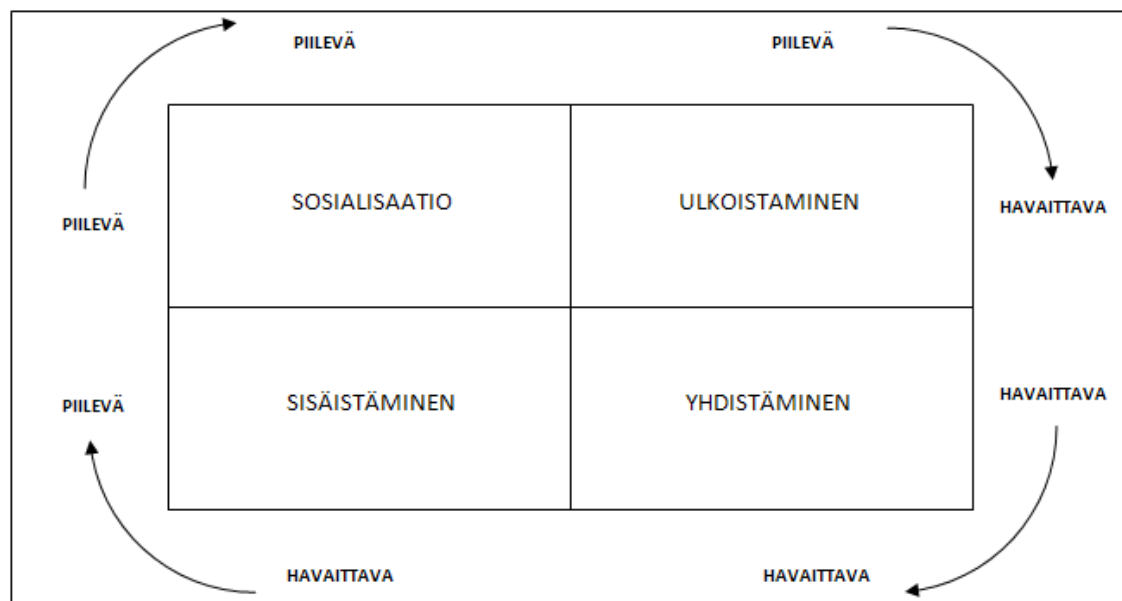 PIILEVÄ
PIILEVÄ
SOSIALISAATIO
ULKOISTAMINEN
PIILEVÄ
HAVAITTAVA
PIILEVÄ
SISÄISTÄMINEN
YHDISTÄMINEN
HAVAITTAVA
HAVAITTAVA
HAVAITTAVA